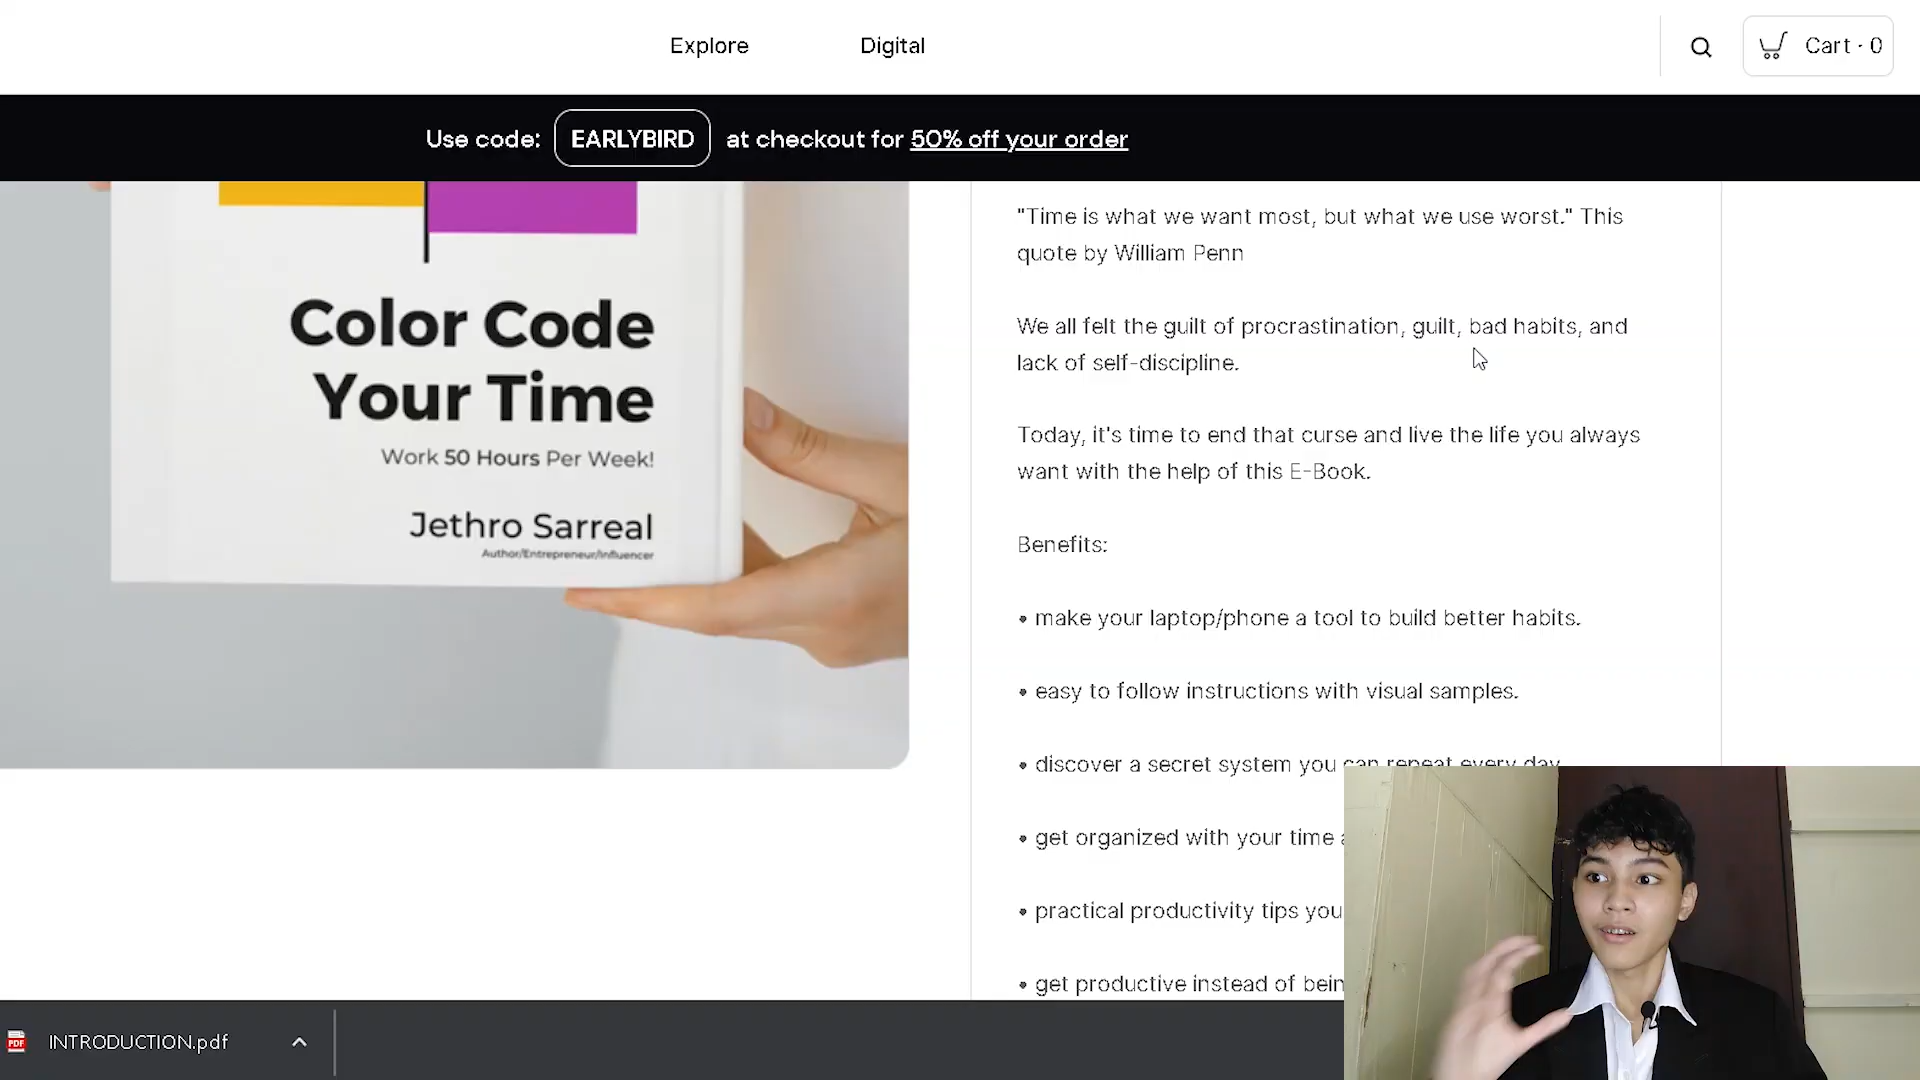 Explore
Digital
Cart · 0
Use code: EARLYBIRD at checkout for 50% off your order
Color Code
Your Time
Work 50 Hours Per Week!
Jethro Sarreal
Author/Entrepreneur/Influencer
"Time is what we want most, but what we use worst." This
quote by William Penn
We all felt the guilt of procrastination, guilt, bad habits, and
lack of self-discipline.
Today, it's time to end that curse and live the life you always
want with the help of this E-Book.
Benefits:
• make your laptop/phone a tool to build better habits.
• easy to follow instructions with visual samples.
• discover a secret system you can repeat every day
• get organized with your time
• practical productivity tips you
• get productive instead of
PDF
INTRODUCTION.pdf